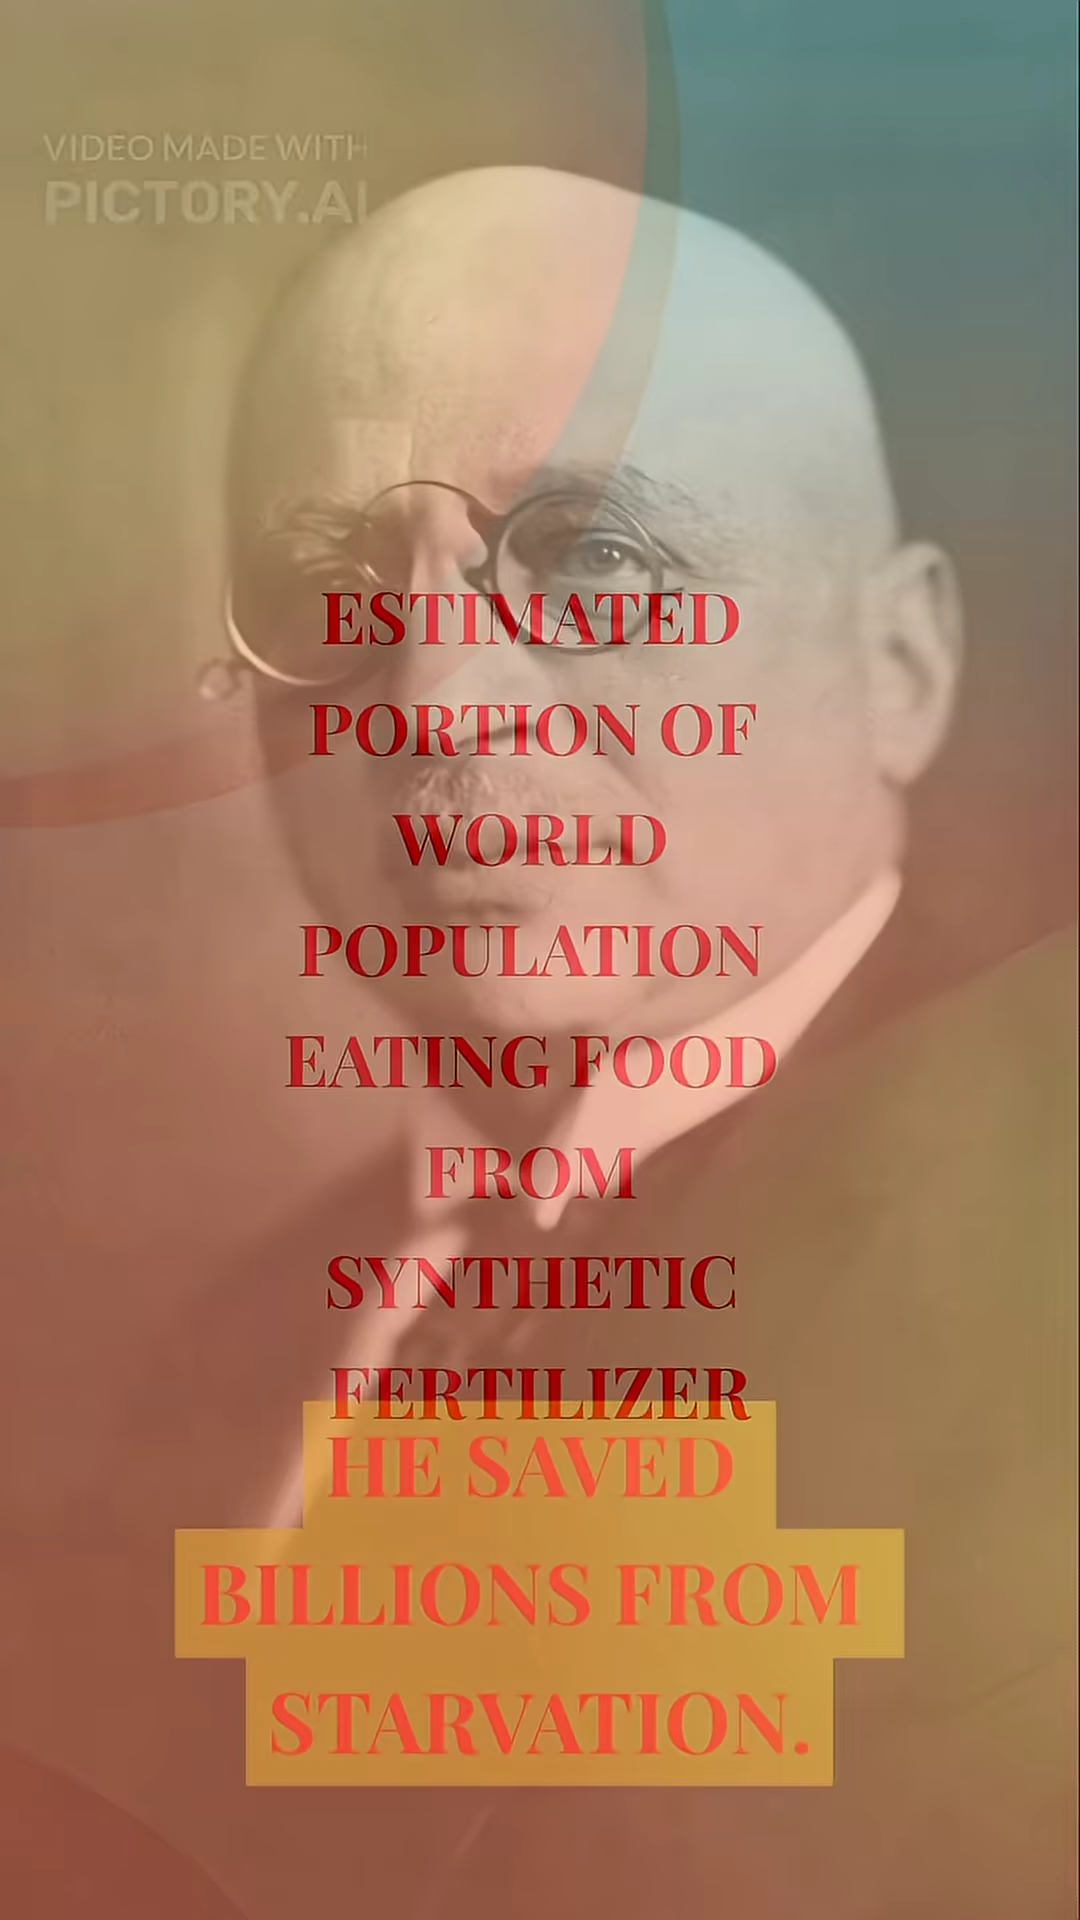 VIDEO MADE WITH
PICTORY.AI
ESTIMATED
PORTION OF
WORLD
POPULATION
EATING FOOD
FROM
SYNTHETIC
FERTILIZER
HE SAVED
BILLIONS FROM
STARVATION.